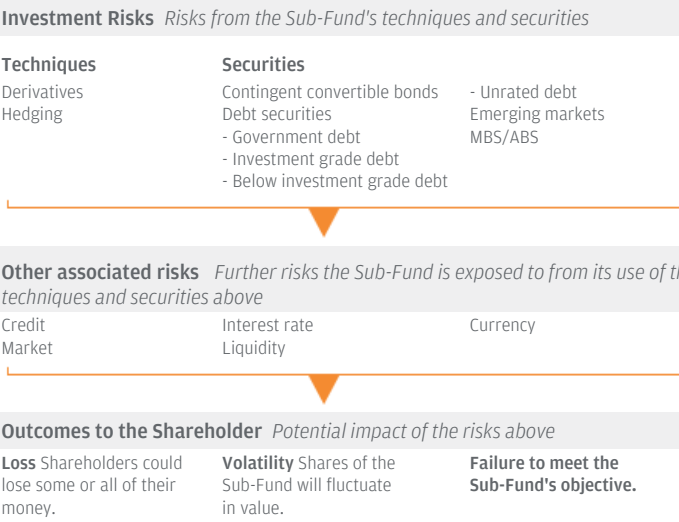 Investment Risks Risks from the Sub-Fund's techniques and securities
Techniques
Derivatives
Hedging
Securities
Contingent convertible bonds
Debt securities
- Government debt
- Investment grade debt
- Below investment grade debt
- Unrated debt
Emerging markets
MBS/ABS
Other associated risks Further risks the Sub-Fund is exposed to from its use of
techniques and securities above
Credit
Market
Interest rate
Liquidity
Currency
Outcomes to the Shareholder Potential impact of the risks above
Loss Shareholders could
lose some or all of their
money.
Volatility Shares of the
Sub-Fund will fluctuate
in value.
Failure to meet the
Sub-Fund's objective.